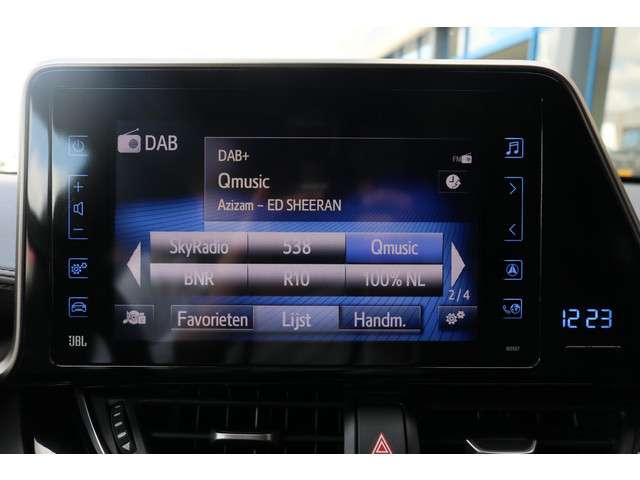 DAB
DAB+
FM
Qmusic
Azizam – ED SHEERAN
SkyRadio 538 Qmusic
BNR R10 100% NL
2/4
Favorieten Lijst Handm.
JBL
12:23